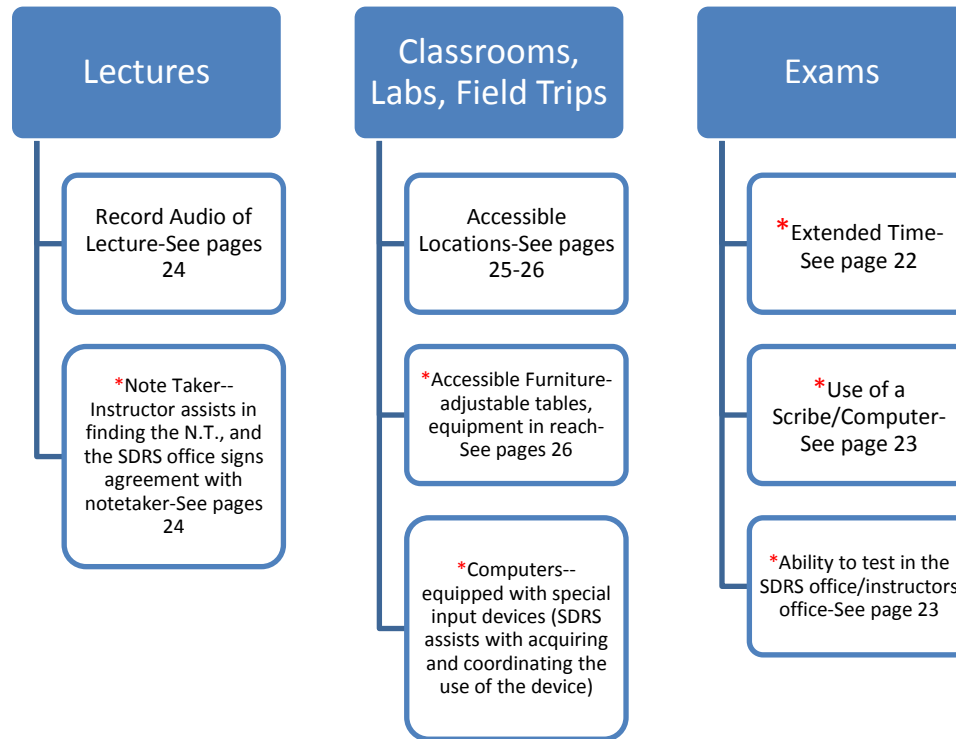 Lectures
Record Audio of
Lecture-See pages
24
*Note Taker--
Instructor assists in
finding the N.T., and
the SDRS office signs
agreement with
notetaker-See pages
24
Classrooms,
Labs, Field Trips
Accessible
Locations-See pages
25-26
*Accessible Furniture-
adjustable tables,
equipment in reach-
See pages 26
*Computers--
equipped with special
input devices (SDRS
assists with acquiring
and coordinating the
use of the device)
Exams
*Extended Time-
See page 22
*Use of a
Scribe/Computer-
See page 23
*Ability to test in the
SDRS office/instructors
office-See page 23